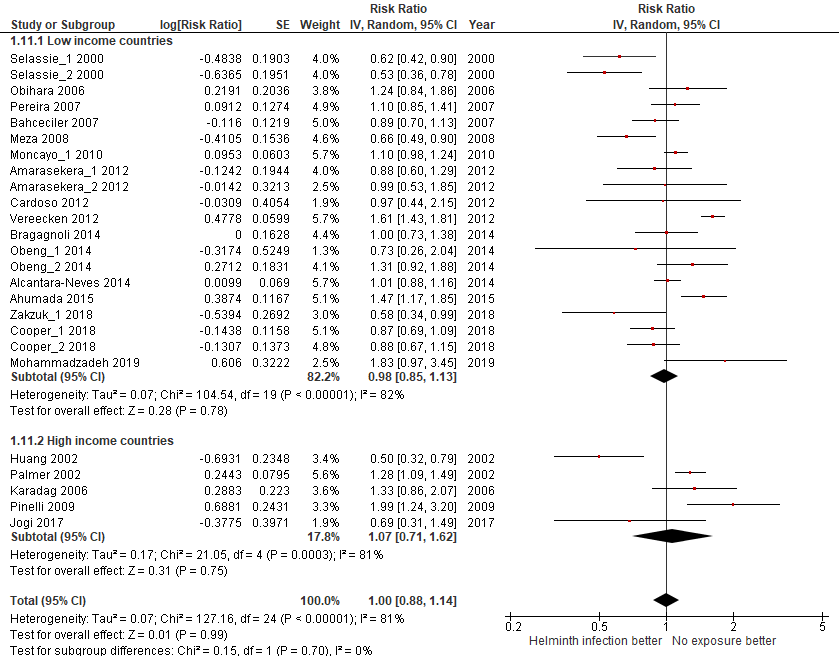 Risk Ratio Risk Ratio
Study or Subgroup log[Risk Ratio] SE Weight IV, Random, 95% CI Year IV, Random, 95% CI
1.11.1 Low income countries
Selassie_1 2000 -0.4838 0.1903 4.0% 0.62 [0.42, 0.90] 2000
Selassie_2 2000 -0.6365 0.1951 4.0% 0.53 [0.36, 0.78] 2000
Obihara 2006 0.2191 0.2036 3.8% 1.24 [0.84, 1.86] 2006
Pereira 2007 0.0912 0.1274 5.0% 1.10 [0.85, 1.41] 2007
Bahceciler 2007 -0.116 0.1219 5.0% 0.89 [0.70, 1.13] 2007
Meza 2008 -0.4105 0.1536 4.6% 0.66 [0.49, 0.90] 2008
Moncayo_1 2010 0.0953 0.0603 5.7% 1.10 [0.98, 1.24] 2010
Amarasekera_1 2012 -0.1242 0.1944 4.0% 0.88 [0.60, 1.29] 2012
Amarasekera_2 2012 -0.0142 0.3213 2.4% 0.99 [0.53, 1.85] 2012
Cardoso 2012 -0.0309 0.4054 1.8% 0.97 [0.44, 2.15] 2012
Vereecken 2012 0.4778 0.0599 5.7% 1.61 [1.43, 1.81] 2012
Bragagnoli 2014 0 0.1628 4.4% 1.00 [0.73, 1.38] 2014
Obeng_1 2014 -0.3174 0.5249 1.3% 0.73 [0.26, 2.04] 2014
Obeng_2 2014 0.2712 0.1831 4.1% 1.31 [0.92, 1.88] 2014
Alcantara-Neves 2014 0.0099 0.069 5.6% 1.01 [0.88, 1.16] 2014
Ahumada 2015 0.3874 0.1167 5.1% 1.47 [1.17, 1.85] 2015
Zakzuk_1 2018 -0.5394 0.2692 3.0% 0.58 [0.34, 0.99] 2018
Cooper_1 2018 -0.1438 0.1158 5.1% 0.87 [0.69, 1.09] 2018
Cooper_2 2018 -0.1307 0.1373 4.8% 0.88 [0.67, 1.15] 2018
Mohammadzadeh 2019 0.606 0.3222 2.4% 1.83 [0.97, 3.45] 2019
Subtotal (95% CI) 82.2% 0.98 [0.85, 1.13]
Heterogeneity: Tau² = 0.07; Chi² = 104.54, df = 19 (P < 0.00001); I² = 82%
Test for overall effect: Z = 0.28 (P = 0.78)
1.11.2 High income countries
Huang 2002 -0.6931 0.2348 3.4% 0.50 [0.32, 0.79] 2002
Palmer 2002 0.2443 0.0795 5.5% 1.28 [1.09, 1.49] 2002
Karadag 2006 0.2883 0.223 3.6% 1.33 [0.86, 2.07] 2006
Pinelli 2009 0.6881 0.2431 3.3% 1.99 [1.24, 3.20] 2009
Jogi 2017 -0.3775 0.3971 1.9% 0.69 [0.31, 1.49] 2017
Subtotal (95% CI) 17.8% 1.07 [0.71, 1.62]
Heterogeneity: Tau² = 0.17; Chi² = 21.05, df = 4 (P = 0.0003); I² = 81%
Test for overall effect: Z = 0.31 (P = 0.75)
Total (95% CI) 100.0% 1.00 [0.88, 1.14]
Heterogeneity: Tau² = 0.07; Chi² = 127.16, df = 24 (P < 0.00001); I² = 81%
Test for overall effect: Z = 0.01 (P = 0.99)
Test for subgroup differences: Chi² = 0.15, df = 1 (P = 0.70), I² = 0%
0.2 0.5 1 2 5
Helminth infection better No exposure better